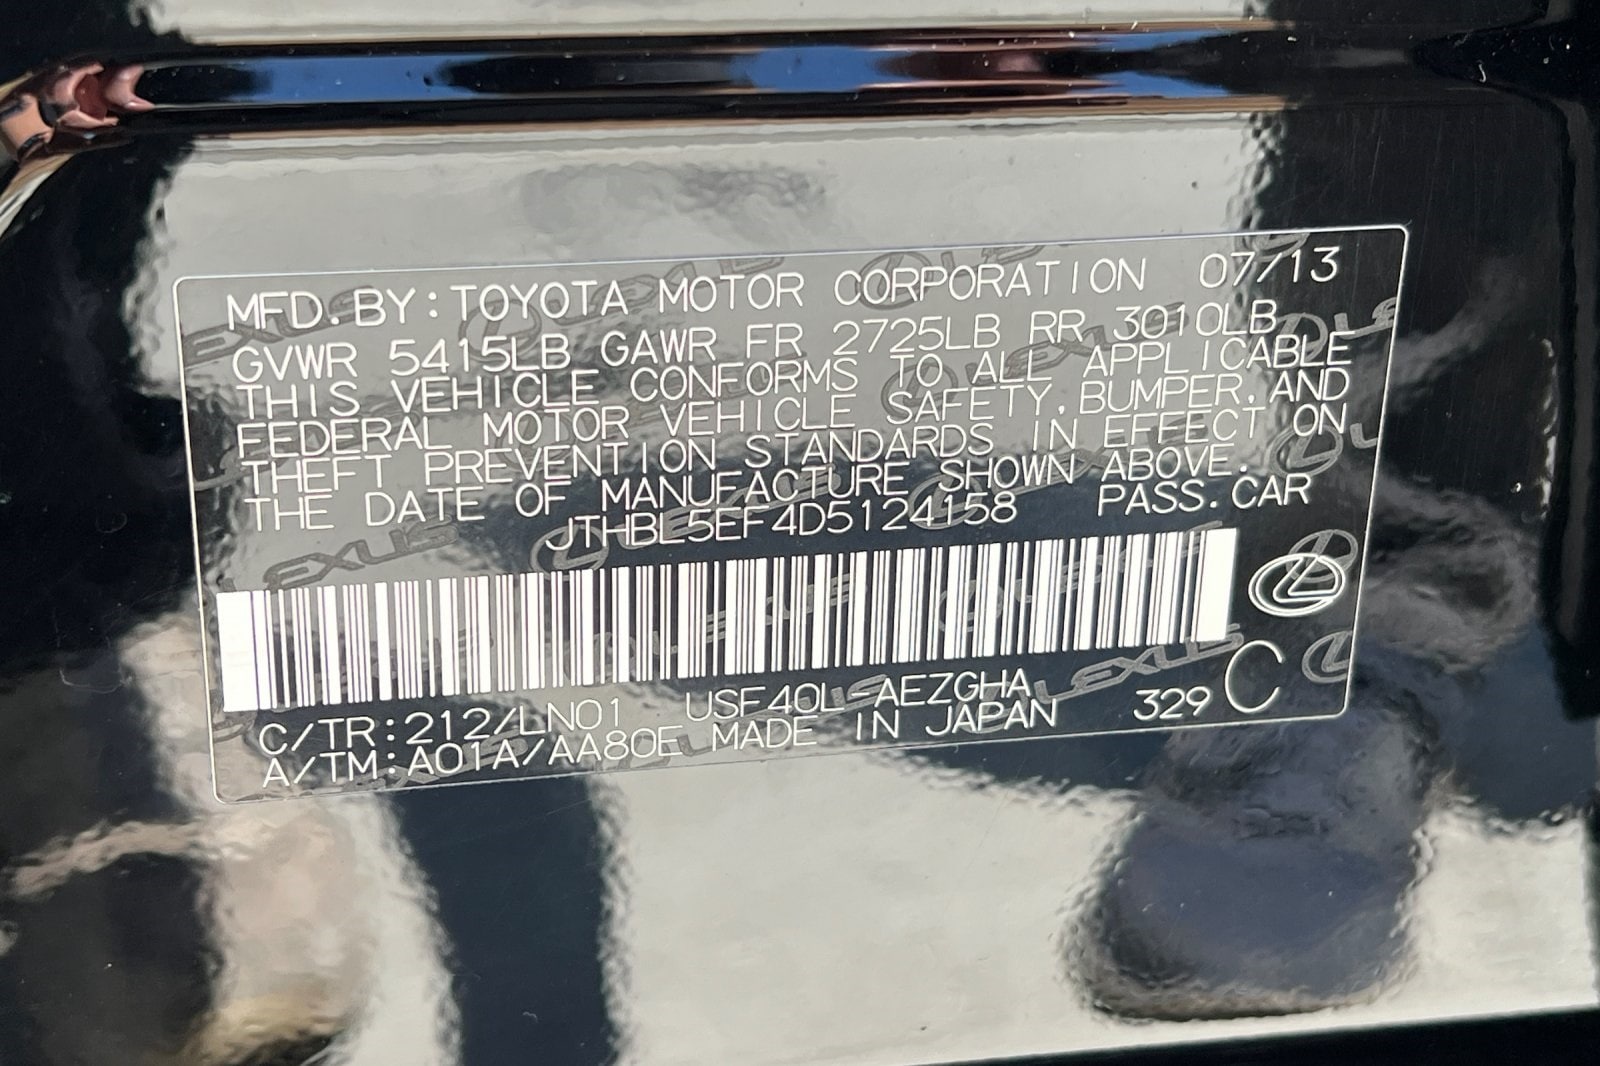 MFD. BY: TOYOTA MOTOR CORPORATION 07/13
GVWR 5415LB GAWR FR 2725LB RR 3010LB
THIS VEHICLE CONFORMS TO ALL APPLICABLE
FEDERAL MOTOR VEHICLE SAFETY, BUMPER, AND
THEFT PREVENTION STANDARDS IN EFFECT ON
THE DATE OF MANUFACTURE SHOWN ABOVE.
JTHBL5EF4D5124158 PASS. CAR
C/TR: 212/LN01 USF40L-AEZGHA
A/TM: A01A/AA80E MADE IN JAPAN 329 C